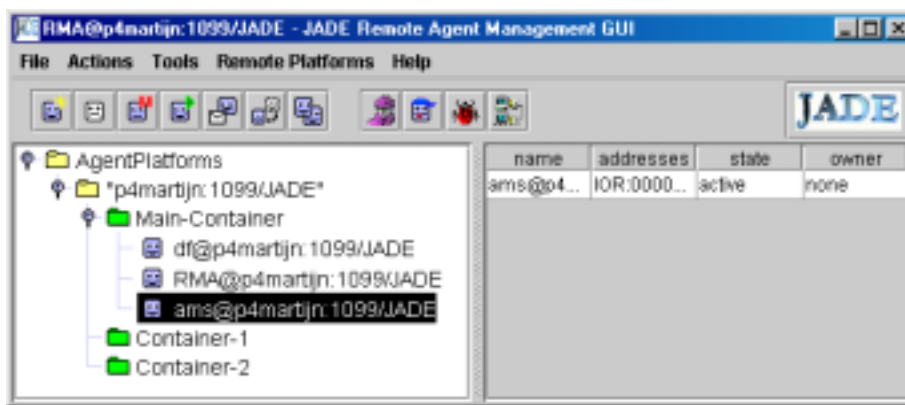 RMA@p4martijn:1099/JADE - JADE Remote Agent Management GUI
File Actions Tools Remote Platforms Help
JADE
AgentPlatforms
"p4martijn:1099/JADE"
Main-Container
df@p4martijn:1099/JADE
RMA@p4martijn:1099/JADE
ams@p4martijn:1099/JADE
Container-1
Container-2
name addresses state owner
ams@p4... IOR:0000... active none